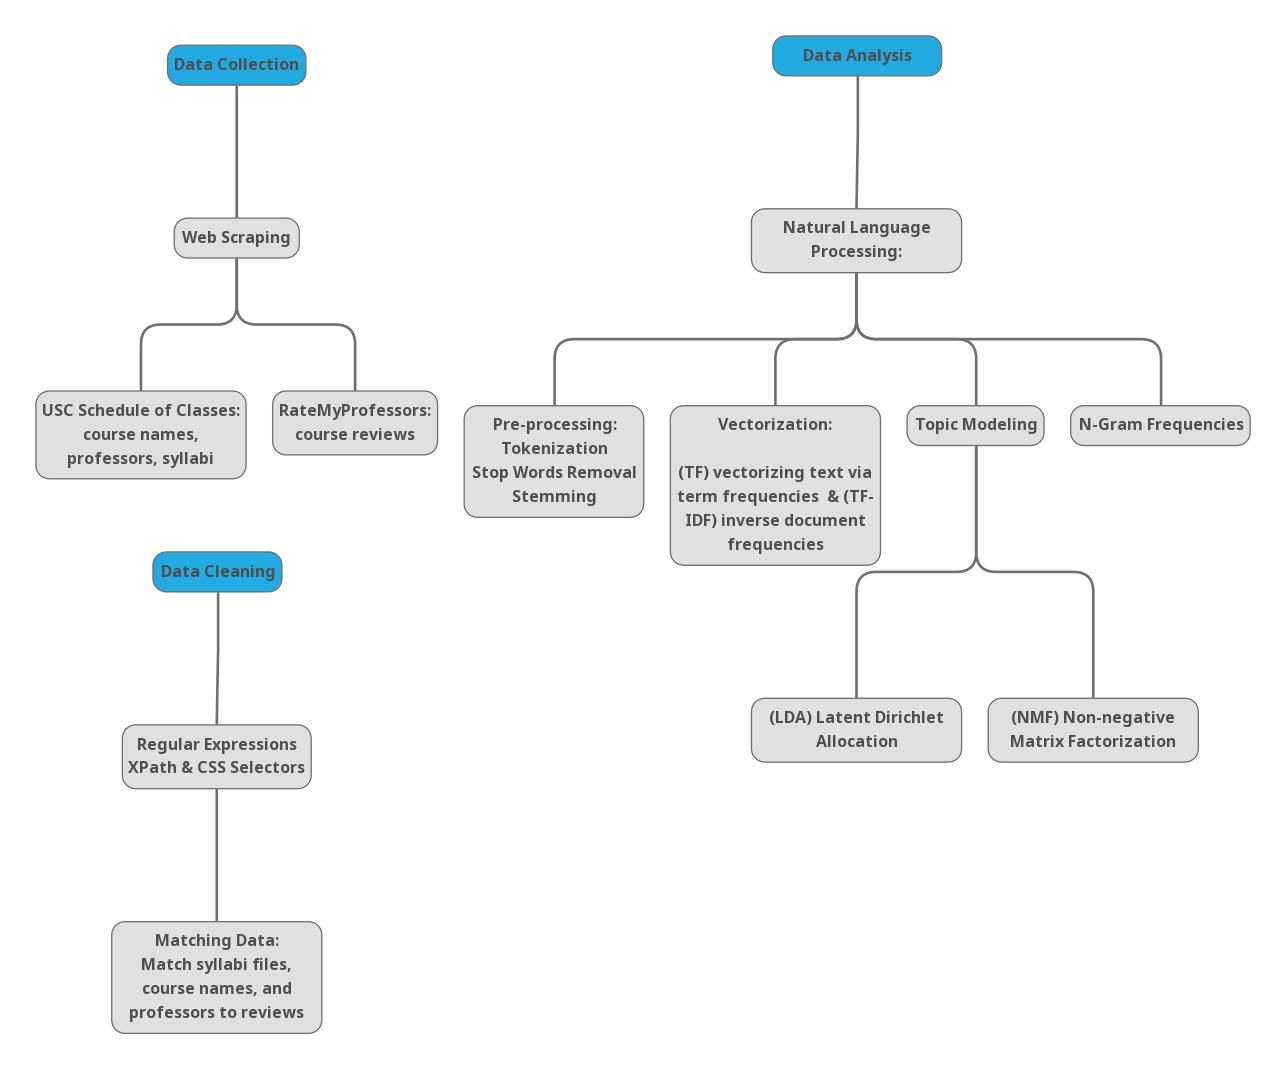 Data Collection
Web Scraping
USC Schedule of Classes:
course names,
professors, syllabi
RateMyProfessors:
course reviews
Data Cleaning
Regular Expressions
XPath & CSS Selectors
Matching Data:
Match syllabi files,
course names, and
professors to reviews
Data Analysis
Natural Language
Processing:
Pre-processing:
Tokenization
Stop Words Removal
Stemming
Vectorization:
(TF) vectorizing text via
term frequencies & (TF-
IDF) inverse document
frequencies
Topic Modeling
N-Gram Frequencies
(LDA) Latent Dirichlet
Allocation
(NMF) Non-negative
Matrix Factorization